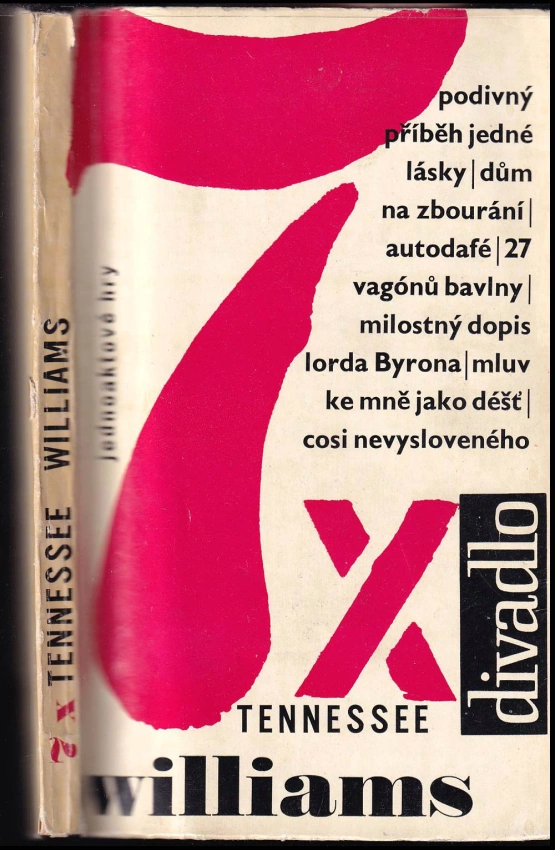 podivný
příběh jedné
lásky|dům
na zbourání|
autodafé|27
vagónů bavlny|
milostný dopis
lorda Byrona|mluv
ke mně jako déšť|
cosi nevysloveného
7
x
TENNESSEE
williams
divadlo
jednoaktové hry
7x TENNESSEE WILLIAMS